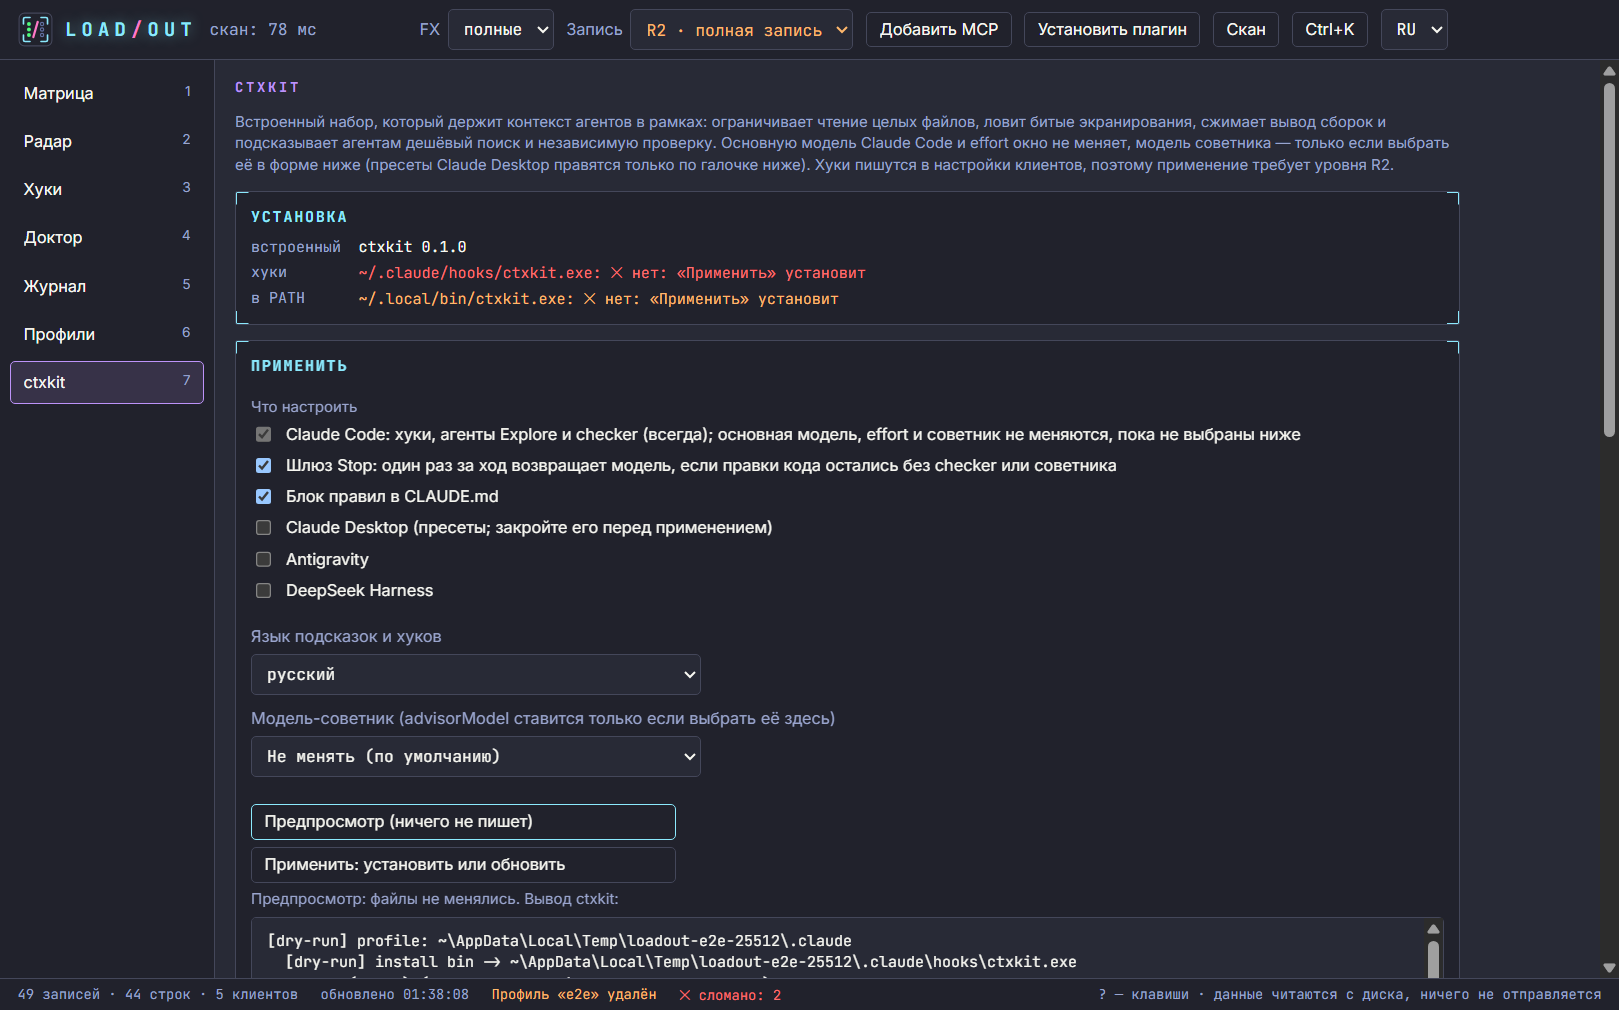 LOAD/OUT скан: 78 мс FX полные Запись R2 · полная запись Добавить MCP Установить плагин Скан Ctrl+K RU
Матрица 1
Радар 2
Хуки 3
Доктор 4
Журнал 5
Профили 6
ctxkit 7
CTXKIT
Встроенный набор, который держит контекст агентов в рамках: ограничивает чтение целых файлов, ловит битые экранирования, сжимает вывод сборок и
подсказывает агентам дешёвый поиск и независимую проверку. Основную модель Claude Code и effort окно не меняет, модель советника — только если выбрать
её в форме ниже (пресеты Claude Desktop правятся только по галочке ниже). Хуки пишутся в настройки клиентов, поэтому применение требует уровня R2.
УСТАНОВКА
встроенный ctxkit 0.1.0
хуки ~/.claude/hooks/ctxkit.exe: ✕ нет: «Применить» установит
в PATH ~/.local/bin/ctxkit.exe: ✕ нет: «Применить» установит
ПРИМЕНИТЬ
Что настроить
Claude Code: хуки, агенты Explore и checker (всегда); основная модель, effort и советник не меняются, пока не выбраны ниже
Шлюз Stop: один раз за ход возвращает модель, если правки кода остались без checker или советника
Блок правил в CLAUDE.md
Claude Desktop (пресеты; закройте его перед применением)
Antigravity
DeepSeek Harness
Язык подсказок и хуков
русский
Модель-советник (advisorModel ставится только если выбрать её здесь)
Не менять (по умолчанию)
Предпросмотр (ничего не пишет)
Применить: установить или обновить
Предпросмотр: файлы не менялись. Вывод ctxkit:
[dry-run] profile: ~\AppData\Local\Temp\loadout-e2e-25512\.claude
[dry-run] install bin —> ~\AppData\Local\Temp\loadout-e2e-25512\.claude\hooks\ctxkit.exe
49 записей · 44 строк · 5 клиентов обновлено 01:38:08 Профиль «e2e» удалён ✕ сломано: 2 ? — клавиши · данные читаются с диска, ничего не отправляется